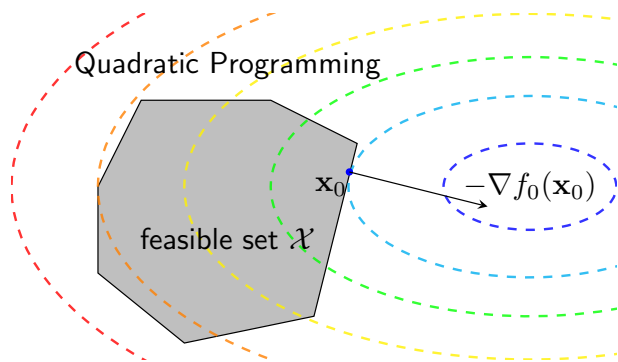 Quadratic Programming
𝐱₀
−∇f₀(𝐱₀)
feasible set 𝒳